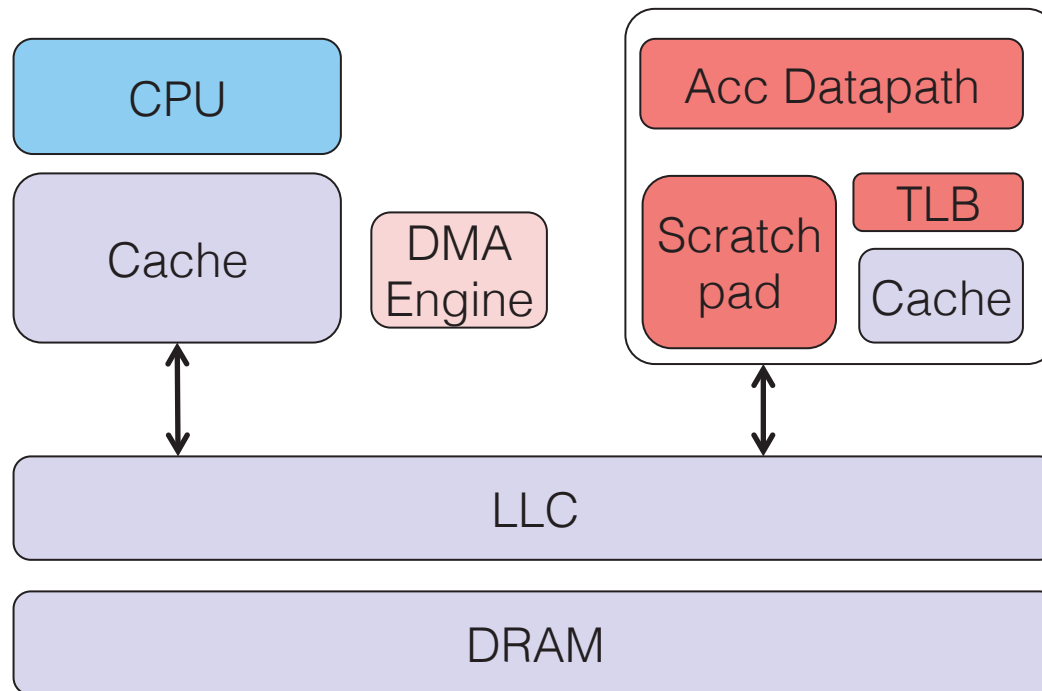 CPU
Cache
DMA
Engine
Acc Datapath
Scratch
pad
TLB
Cache
LLC
DRAM